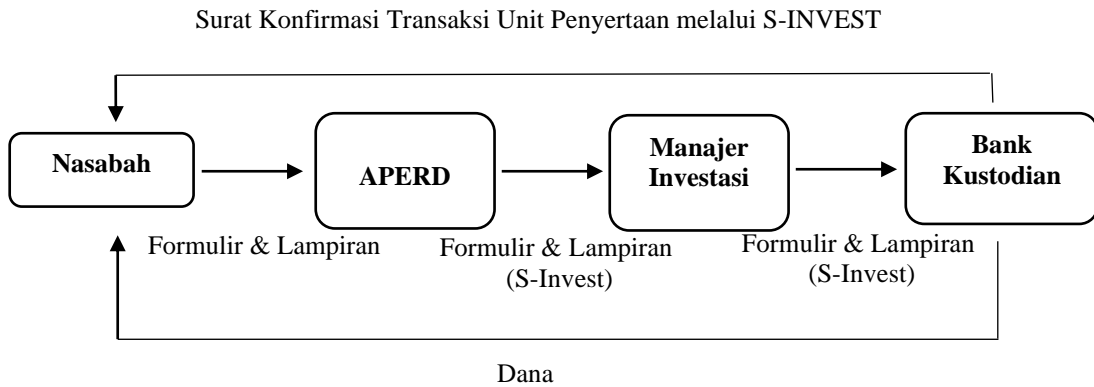 Surat Konfirmasi Transaksi Unit Penyertaan melalui S-INVEST
Nasabah
APERD
Manajer
Investasi
Bank
Kustodian
Formulir & Lampiran
Formulir & Lampiran
(S-Invest)
Formulir & Lampiran
(S-Invest)
Dana